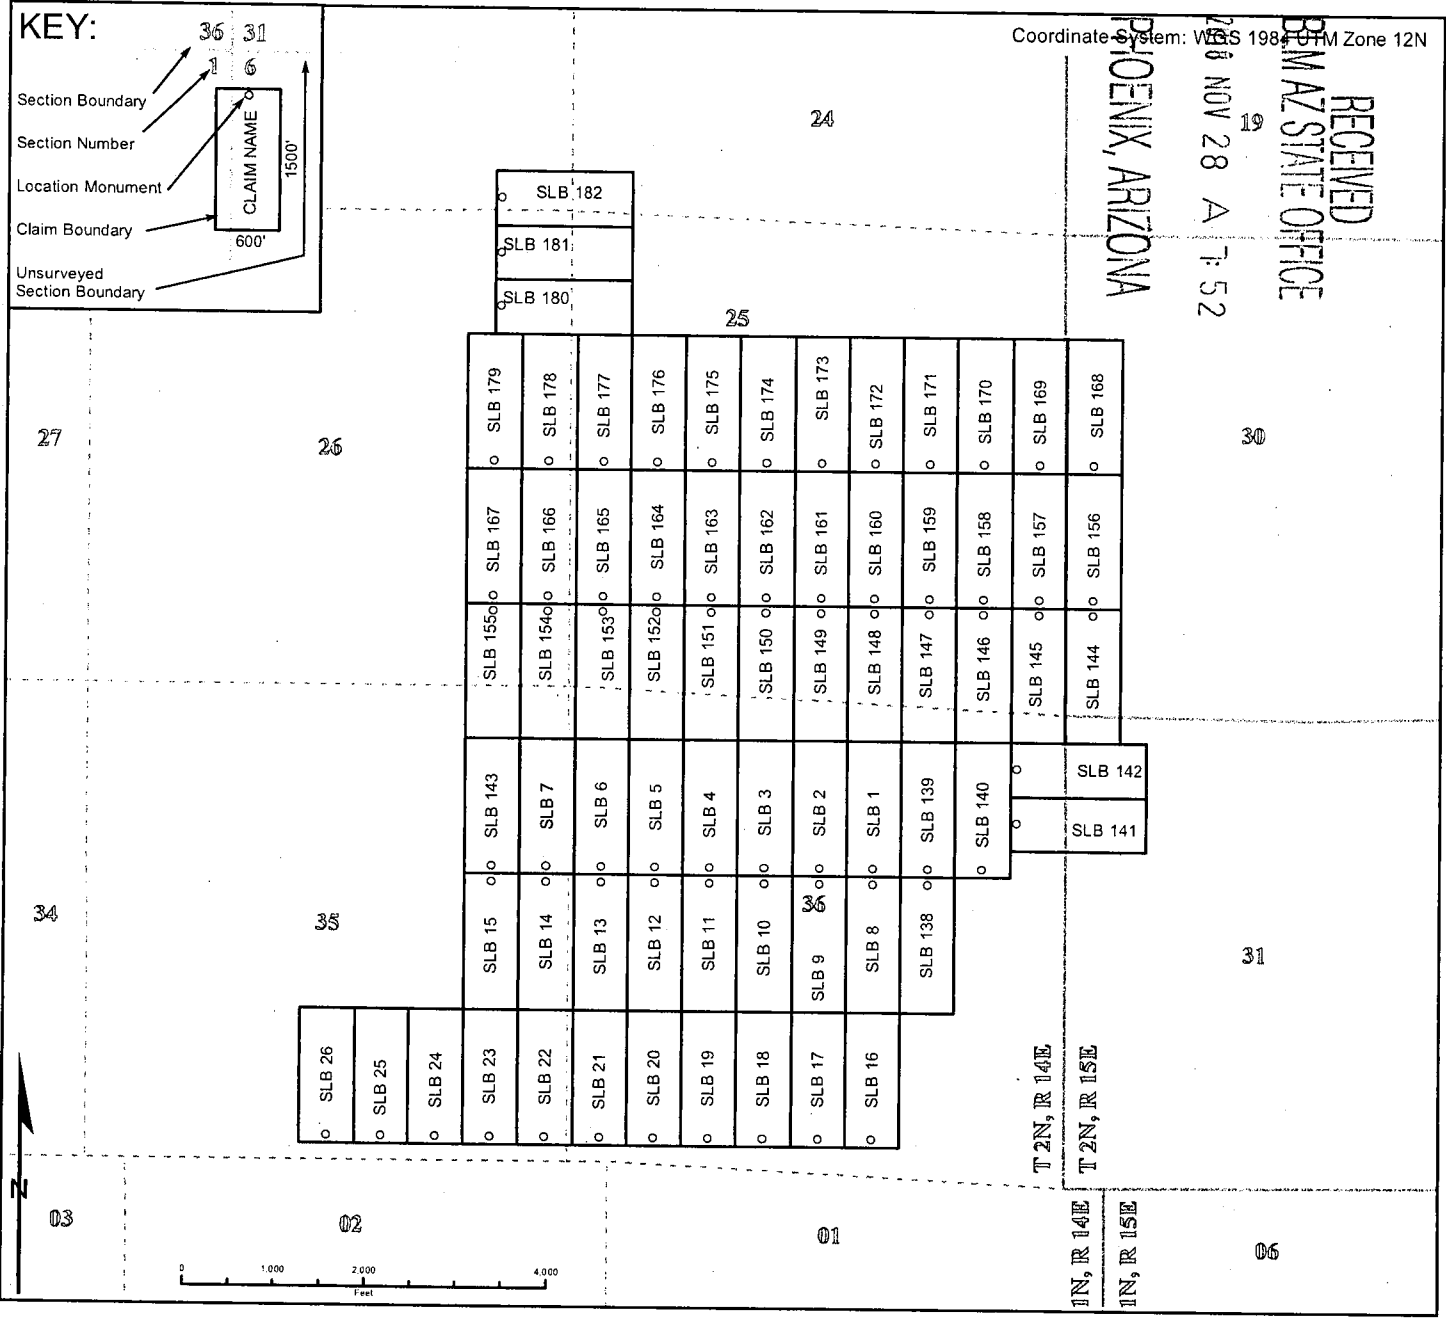 KEY:
36 31
1 6
Section Boundary
Section Number
Location Monument
Claim Boundary
Unsurveyed
Section Boundary
CLAIM NAME
1500'
600'
Coordinate System: WGS 1984 UTM Zone 12N
RECEIVED
BLM AZ STATE OFFICE
NOV 28 A 7:52
PHOENIX, ARIZONA
24
19
SLB 182
SLB 181
SLB 180
25
27
26
30
SLB 179
SLB 178
SLB 177
SLB 176
SLB 175
SLB 174
SLB 173
SLB 172
SLB 171
SLB 170
SLB 169
SLB 168
SLB 167
SLB 166
SLB 165
SLB 164
SLB 163
SLB 162
SLB 161
SLB 160
SLB 159
SLB 158
SLB 157
SLB 156
SLB 155
SLB 154
SLB 153
SLB 152
SLB 151
SLB 150
SLB 149
SLB 148
SLB 147
SLB 146
SLB 145
SLB 144
SLB 143
SLB 7
SLB 6
SLB 5
SLB 4
SLB 3
SLB 2
SLB 1
SLB 139
SLB 140
SLB 142
SLB 141
34
35
36
31
SLB 15
SLB 14
SLB 13
SLB 12
SLB 11
SLB 10
SLB 9
SLB 8
SLB 138
SLB 26
SLB 25
SLB 24
SLB 23
SLB 22
SLB 21
SLB 20
SLB 19
SLB 18
SLB 17
SLB 16
T 2N, R 14E
T 2N, R 15E
N
03
02
01
06
1N, R 14E
1N, R 15E
0 1,000 2,000 4,000
Feet